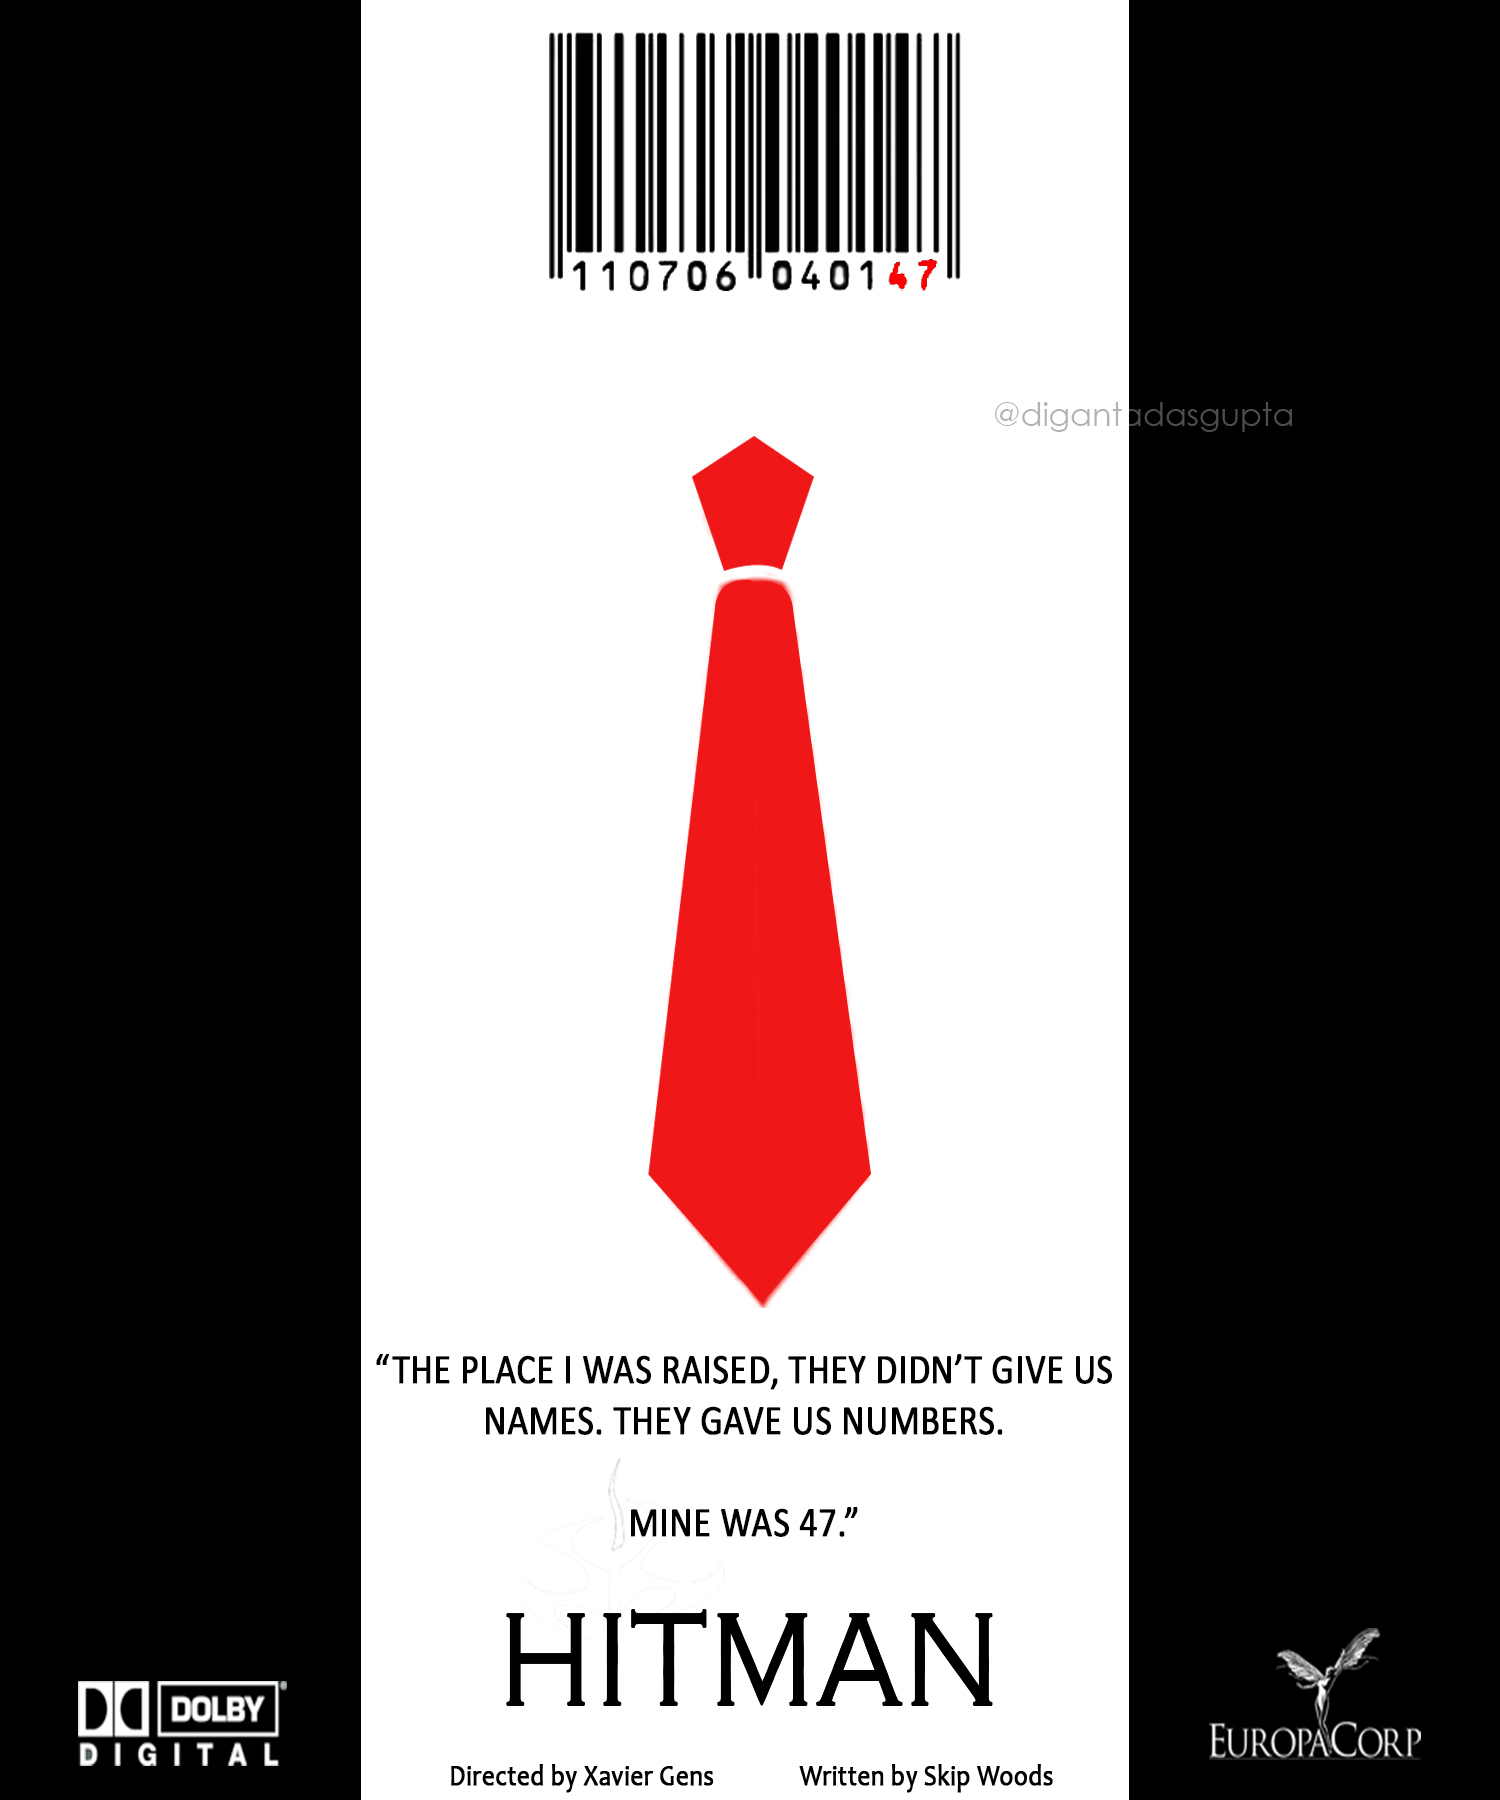 110706 040147
@digantadasgupta
“THE PLACE I WAS RAISED, THEY DIDN’T GIVE US
NAMES. THEY GAVE US NUMBERS.
MINE WAS 47.”
HITMAN
DOLBY
DIGITAL
EUROPACORP
Directed by Xavier Gens Written by Skip Woods